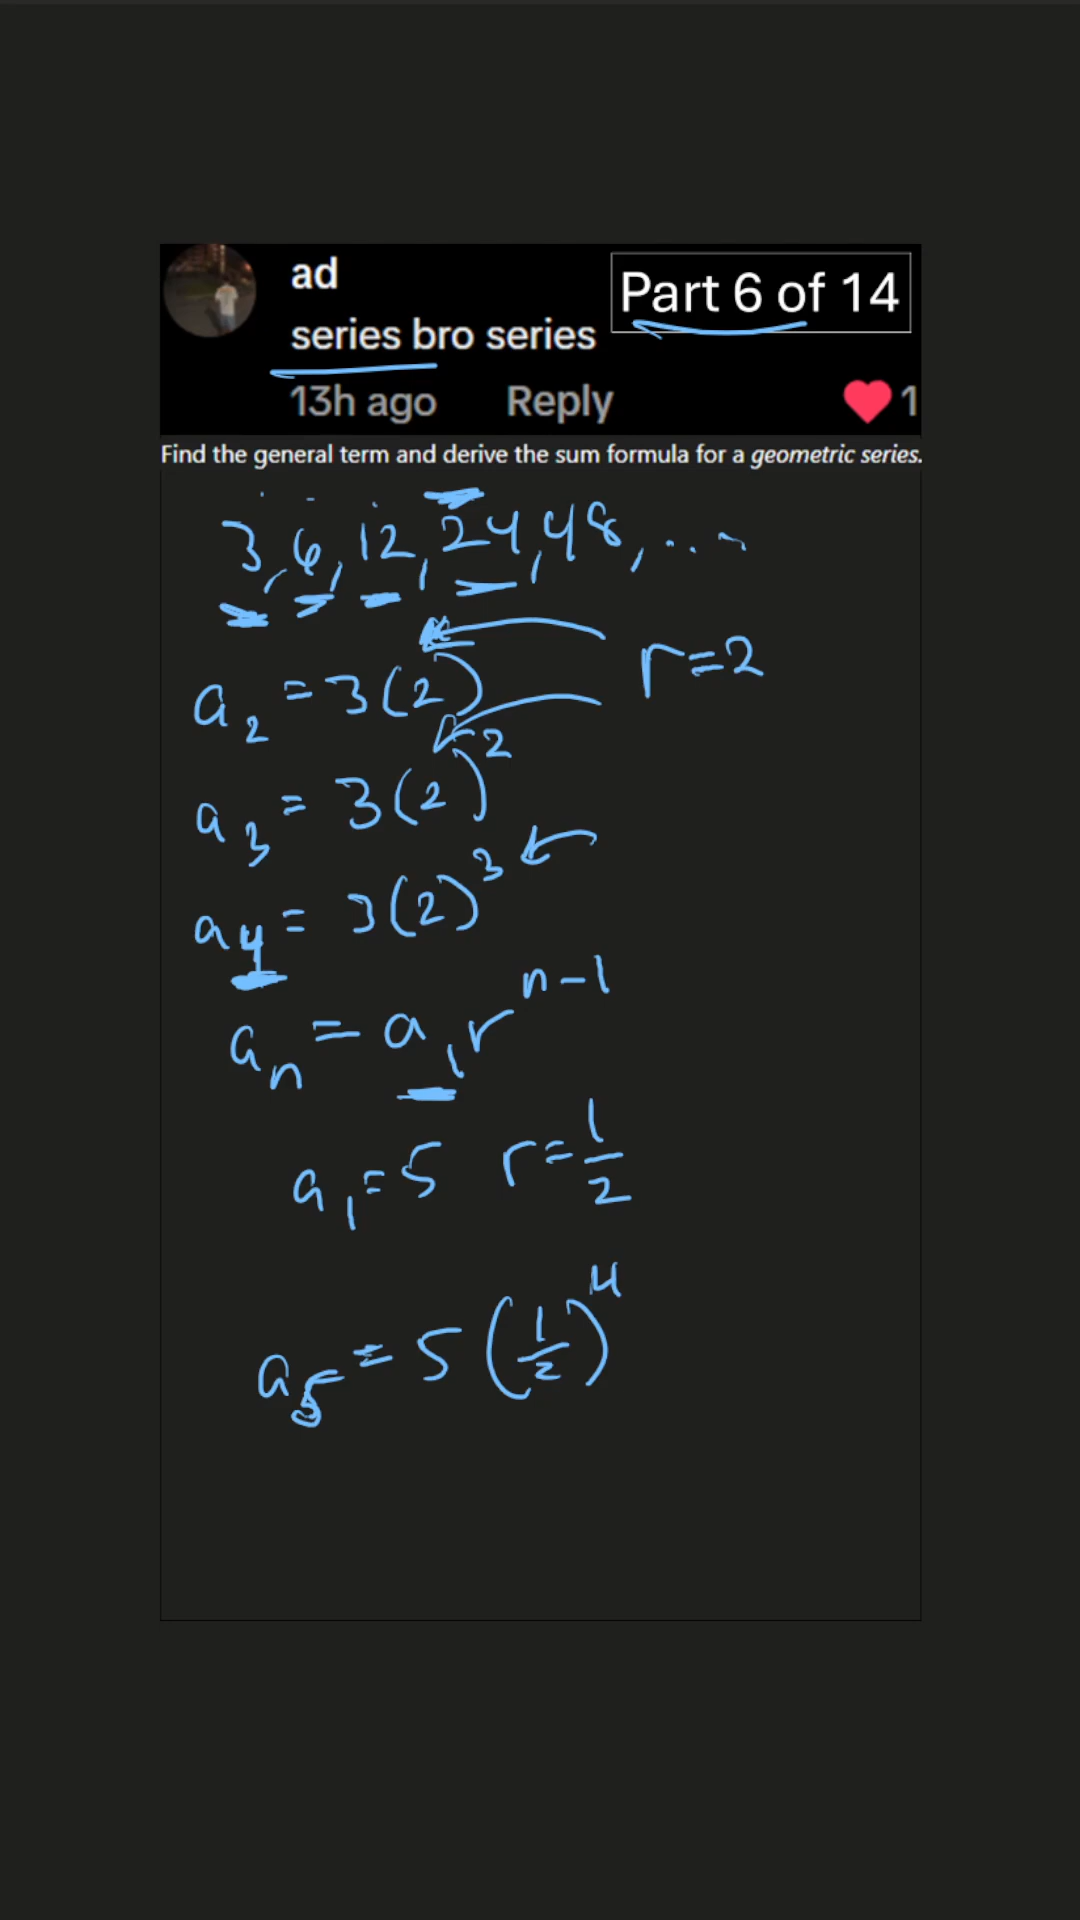 ad
Part 6 of 14
series bro series
13h ago Reply 1
Find the general term and derive the sum formula for a geometric series.
3, 6, 12, 24, 48, ...
r=2
a₂ = 3(2)
a₃ = 3(2)²
a₄ = 3(2)³
aₙ = a₁rⁿ⁻¹
a₁=5 r=1/2
a₅ = 5(1/2)⁴